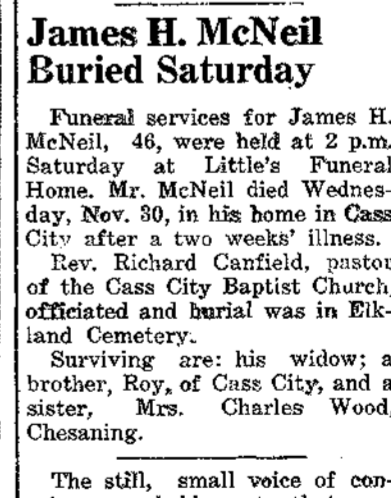 James H. McNeil
Buried Saturday
Funeral services for James H.
McNeil, 46, were held at 2 p.m.
Saturday at Little's Funeral
Home. Mr. McNeil died Wednes-
day, Nov. 30, in his home in Cass
City after a two weeks' illness.
Rev. Richard Canfield, pastor
of the Cass City Baptist Church,
officiated and burial was in Elk-
land Cemetery.
Surviving are: his widow; a
brother, Roy, of Cass City, and a
sister, Mrs. Charles Wood,
Chesaning.
The still, small voice of con-